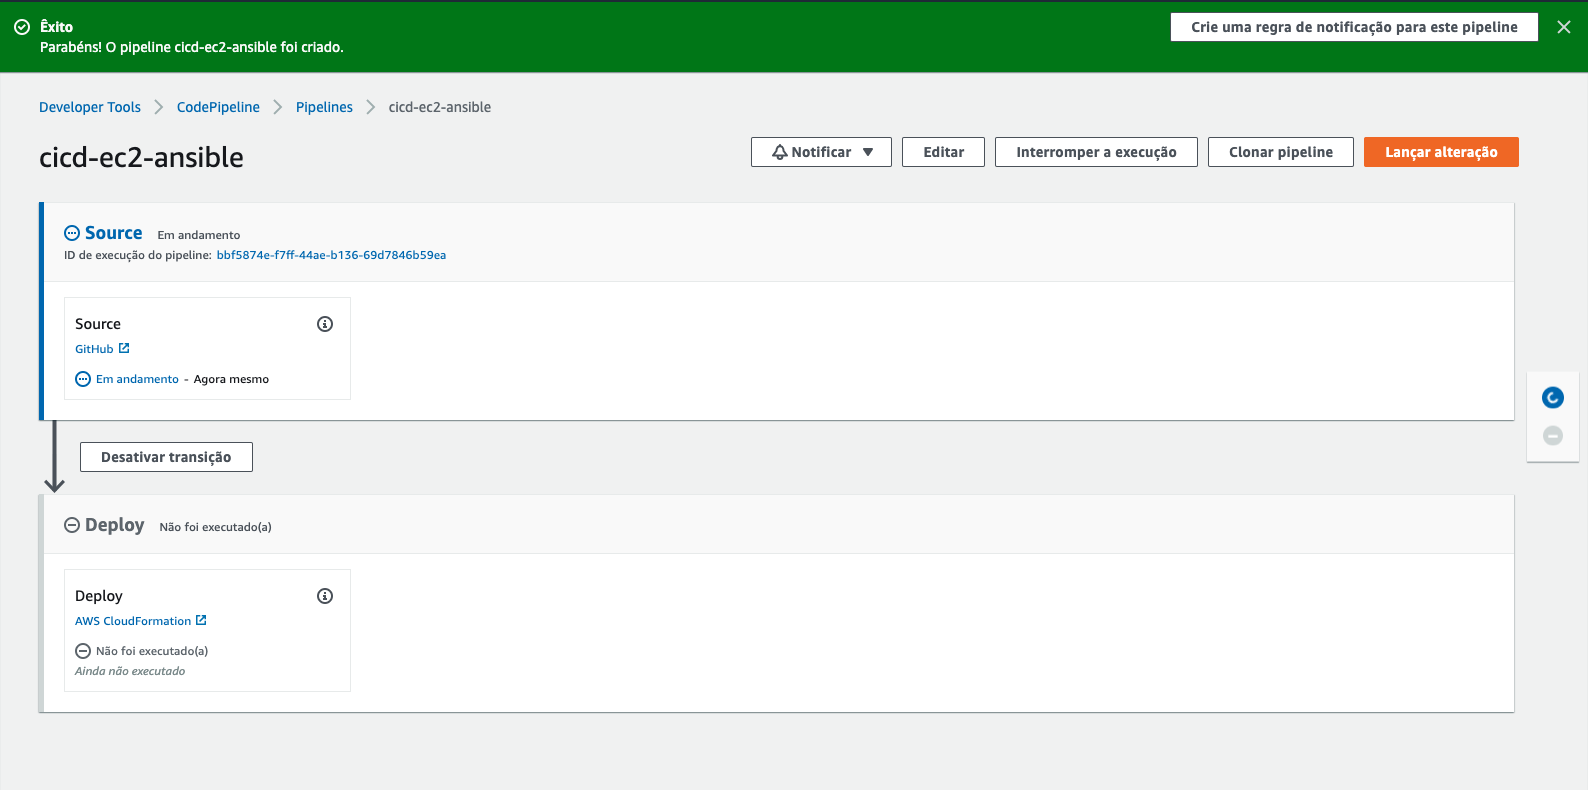 Êxito
Parabéns! O pipeline cicd-ec2-ansible foi criado.
Crie uma regra de notificação para este pipeline
Developer Tools
CodePipeline
Pipelines
cicd-ec2-ansible
cicd-ec2-ansible
Notificar
Editar
Interromper a execução
Clonar pipeline
Lançar alteração
Source Em andamento
ID de execução do pipeline: bbf5874e-f7ff-44ae-b136-69d7846b59ea
Source
GitHub
Em andamento - Agora mesmo
Desativar transição
Deploy Não foi executado(a)
Deploy
AWS CloudFormation
Não foi executado(a)
Ainda não executado